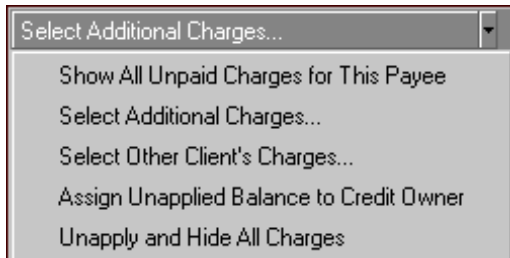 Select Additional Charges...
Show All Unpaid Charges for This Payee
Select Additional Charges...
Select Other Client's Charges...
Assign Unapplied Balance to Credit Owner
Unapply and Hide All Charges